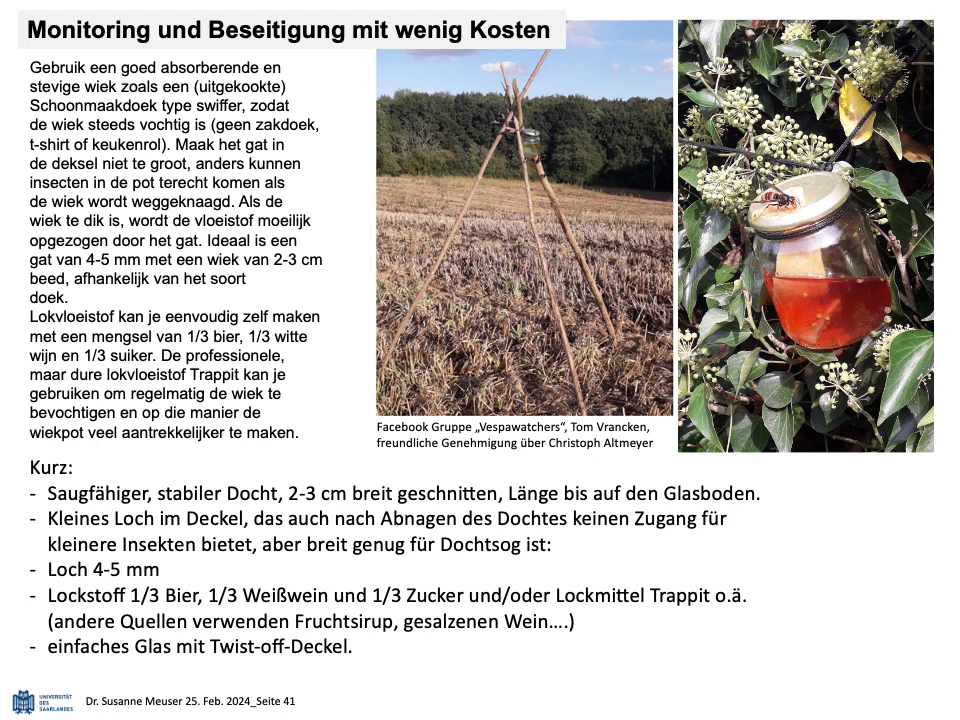 Monitoring und Beseitigung mit wenig Kosten
Gebruik een goed absorberende en
stevige wiek zoals een (uitgekookte)
Schoonmaakdoek type swiffer, zodat
de wiek steeds vochtig is (geen zakdoek,
t-shirt of keukenrol). Maak het gat in
de deksel niet te groot, anders kunnen
insecten in de pot terecht komen als
de wiek wordt weggeknaagd. Als de
wiek te dik is, wordt de vloeistof moeilijk
opgezogen door het gat. Ideaal is een
gat van 4-5 mm met een wiek van 2-3 cm
beed, afhankelijk van het soort
doek.
Lokvloeistof kan je eenvoudig zelf maken
met een mengsel van 1/3 bier, 1/3 witte
wijn en 1/3 suiker. De professionele,
maar dure lokvloeistof Trappit kan je
gebruiken om regelmatig de wiek te
bevochtigen en op die manier de
wiekpot veel aantrekkelijker te maken.
Facebook Gruppe „Vespawatchers“, Tom Vrancken,
freundliche Genehmigung über Christoph Altmeyer
Kurz:
- Saugfähiger, stabiler Docht, 2-3 cm breit geschnitten, Länge bis auf den Glasboden.
- Kleines Loch im Deckel, das auch nach Abnagen des Dochtes keinen Zugang für
kleinere Insekten bietet, aber breit genug für Dochtsog ist:
- Loch 4-5 mm
- Lockstoff 1/3 Bier, 1/3 Weißwein und 1/3 Zucker und/oder Lockmittel Trappit o.ä.
(andere Quellen verwenden Fruchtsirup, gesalzenen Wein….)
- einfaches Glas mit Twist-off-Deckel.
UNIVERSITÄT
DES
SAARLANDES
Dr. Susanne Meuser 25. Feb. 2024_Seite 41